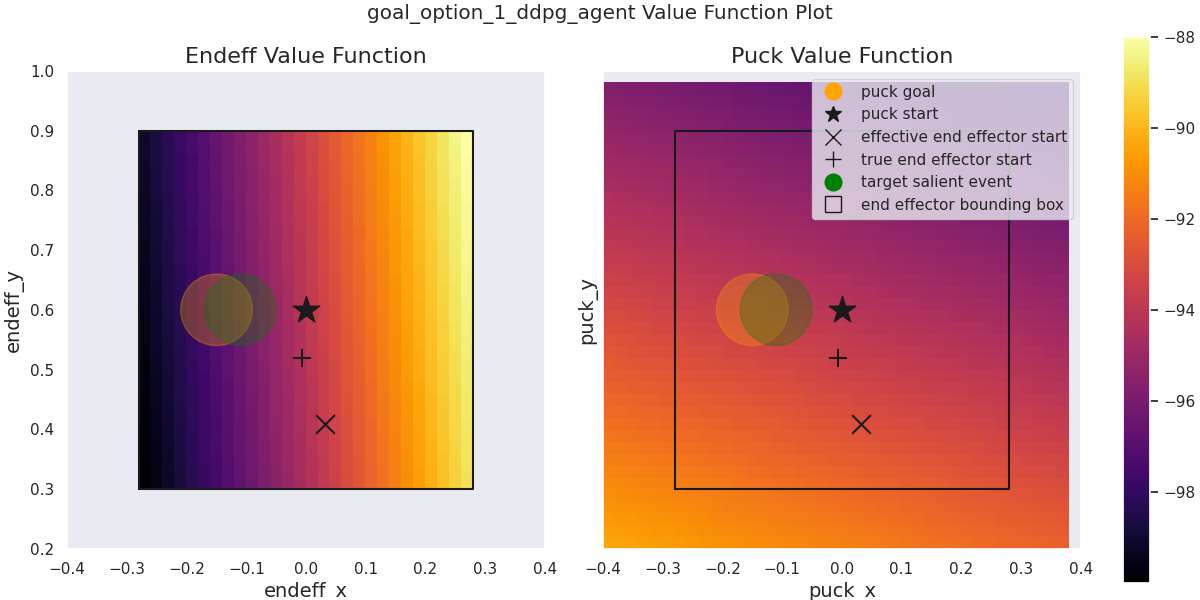 goal_option_1_ddpg_agent Value Function Plot
Endeff Value Function
1.0
0.9
0.8
0.7
0.6
0.5
0.4
0.3
0.2
endeff_y
−0.4 −0.3 −0.2 −0.1 0.0 0.1 0.2 0.3 0.4
endeff_x
Puck Value Function
puck goal
puck start
effective end effector start
true end effector start
target salient event
end effector bounding box
puck_y
−0.4 −0.3 −0.2 −0.1 0.0 0.1 0.2 0.3 0.4
puck_x
−88
−90
−92
−94
−96
−98